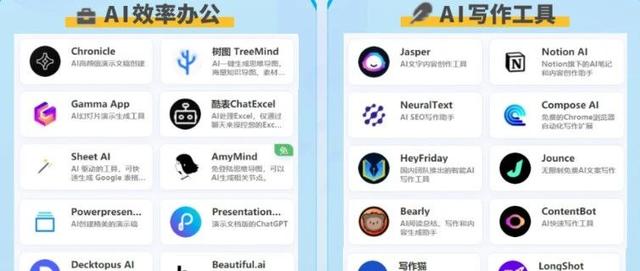 AI效率办公
Chronicle
AI高颜值演示文稿创建
树图 TreeMind
AI一键生成思维导图，
海量知识导图、素材...
Gamma App
AI幻灯片演示生成工具
酷表ChatExcel
AI处理Excel，仅通过
聊天来操控您的Exc...
Sheet AI
AI 驱动的工具，可快
速生成 Google 表格...
AmyMind
免
免登陆思维导图，可以
AI生成相关节点。
Powerpresen...
AI创建精美的演示稿
Presentation...
演示文档版的ChatGPT
Decktopus AI
Beautiful.ai
AI写作工具
Jasper
AI文字内容创作工具
Notion AI
Notion旗下的AI笔记
和内容创作助手
NeuralText
AI SEO写作助手
Compose AI
免费的Chrome浏览器
自动化写作扩展
HeyFriday
国内团队推出的智能AI
写作工具
Jounce
无限制免费AI文案写作
Bearly
AI阅读总结、写作和内
容生成助手
ContentBot
AI快速写作工具
写作猫
LongShot